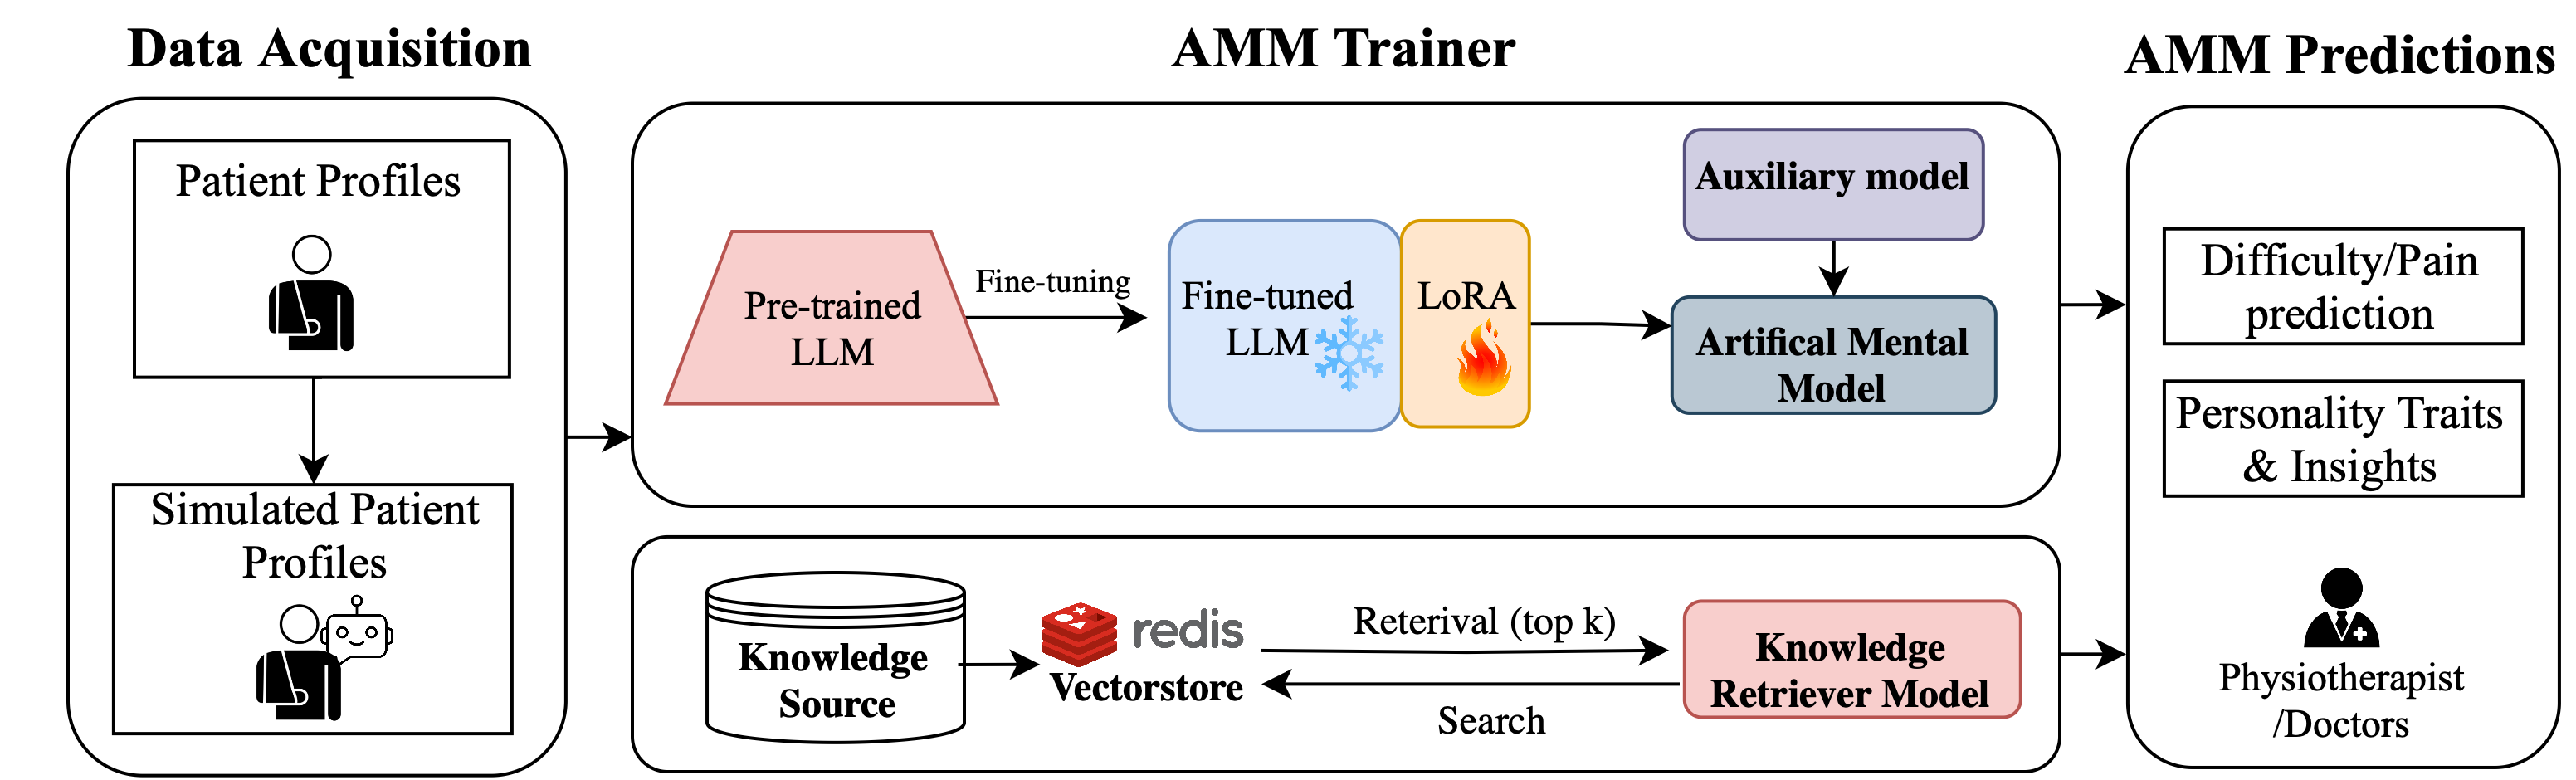 Data Acquisition
Patient Profiles
Simulated Patient
Profiles
AMM Trainer
Pre-trained
LLM
Fine-tuning
Fine-tuned
LLM
LoRA
Auxiliary model
Artifical Mental
Model
Knowledge
Source
redis
Vectorstore
Reterival (top k)
Search
Knowledge
Retriever Model
AMM Predictions
Difficulty/Pain
prediction
Personality Traits
& Insights
Physiotherapist
/Doctors